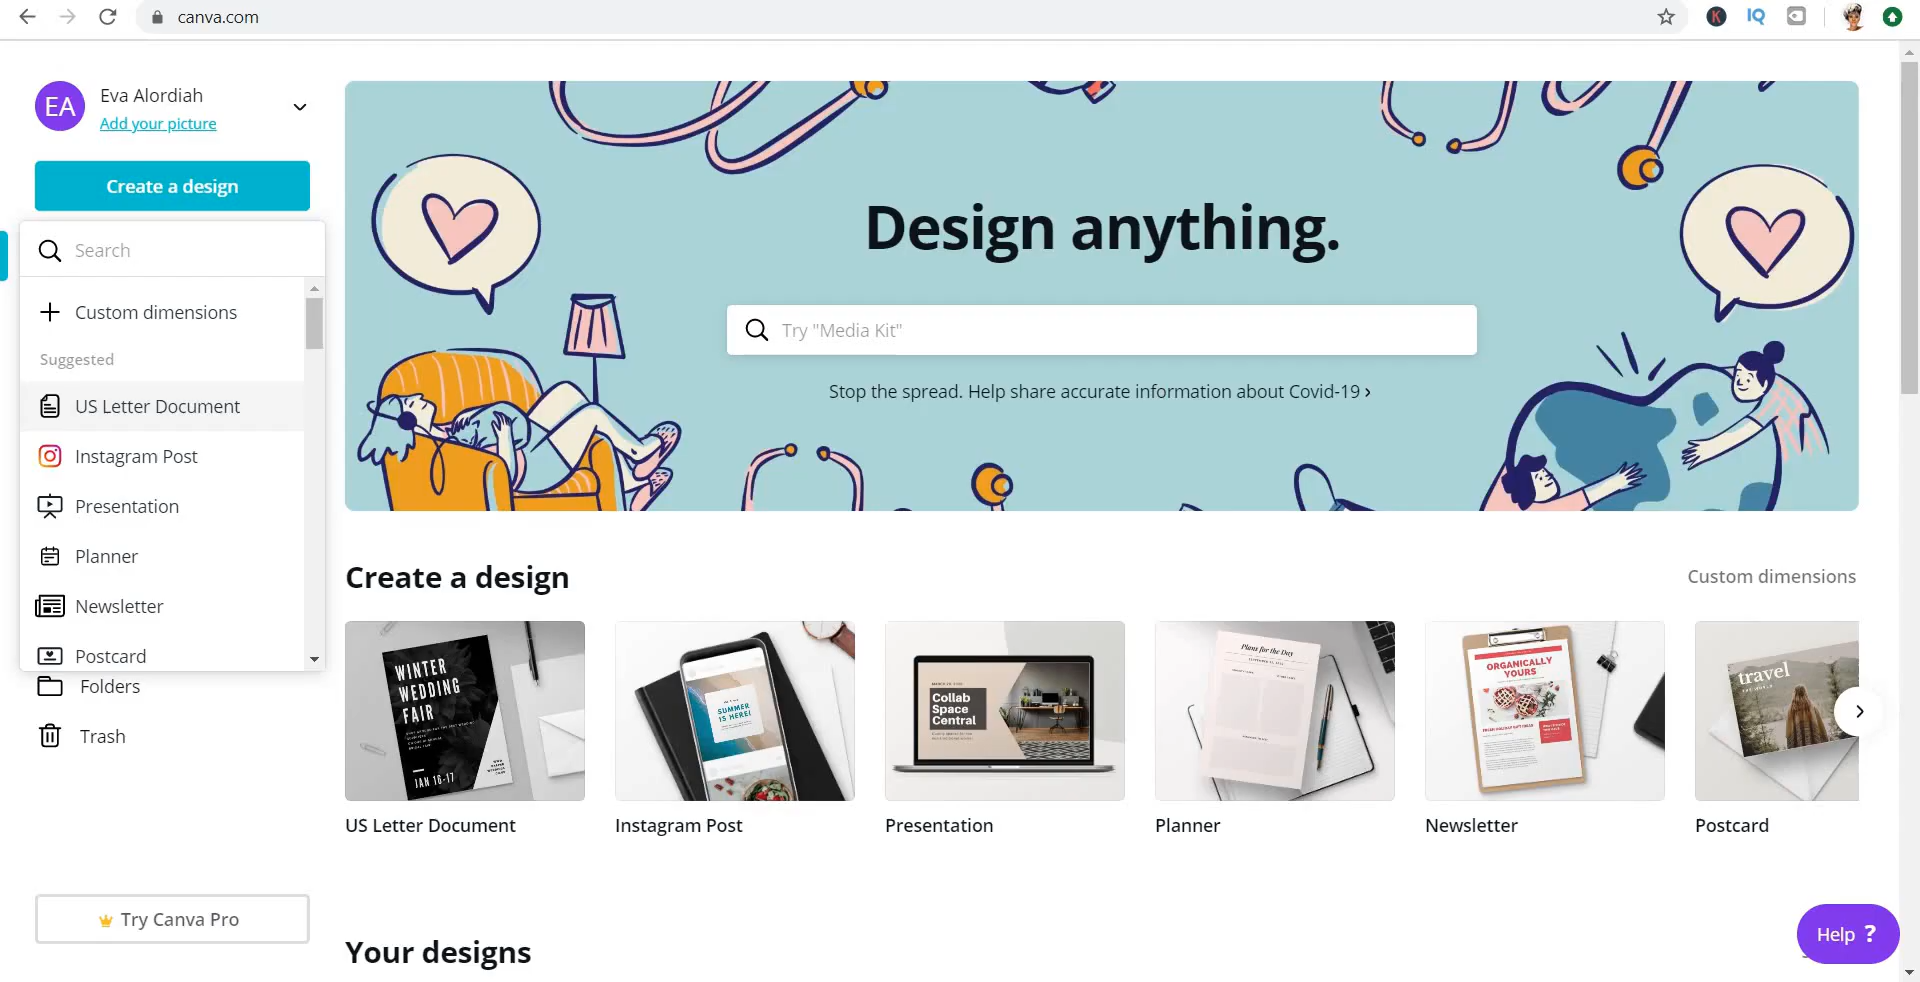 canva.com
IQ
EA
Eva Alordiah
Add your picture
Create a design
Search
Custom dimensions
Suggested
US Letter Document
Instagram Post
Presentation
Planner
Newsletter
Postcard
Folders
Trash
Try Canva Pro
Design anything.
Try "Media Kit"
Stop the spread. Help share accurate information about Covid-19 ›
Create a design
Custom dimensions
WINTER
WEDDING
FAIR
JAN 16-17
SUMMER
IS HERE!
Collab
Space
Central
Plans for the Day
ORGANICALLY
YOURS
travel
THE WORLD
US Letter Document
Instagram Post
Presentation
Planner
Newsletter
Postcard
Your designs
Help ?